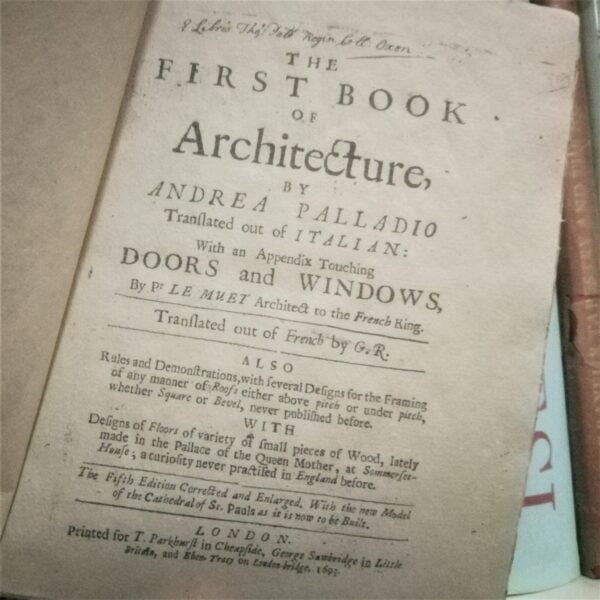 THE
FIRST BOOK
OF
Architecture,
BY
ANDREA PALLADIO
Tranſlated out of ITALIAN:
With an Appendix Touching
DOORS and WINDOWS,
By Pr LE MUET Architect to the French King.
Tranſlated out of French by G. R.
ALSO
Rules and Demonſtrations, with ſeveral Deſigns for the Framing
of any manner of Roofs either above pitch or under pitch,
whether Square or Bevel, never publiſhed before.
WITH
Deſigns of Floors of variety of ſmall pieces of Wood, lately
made in the Pallace of the Queen Mother, at Sommerſet-
Houſe; a curioſity never practiſed in England before.
The Fifth Edition Corrected and Enlarged. With the new Model
of the Cathedral of St. Pauls as it is now to be Built.
LONDON.
Printed for T. Parkhurſt in Cheapſide, George Sawbridge in Little
Britain, and Eben. Tracy on London-bridge.